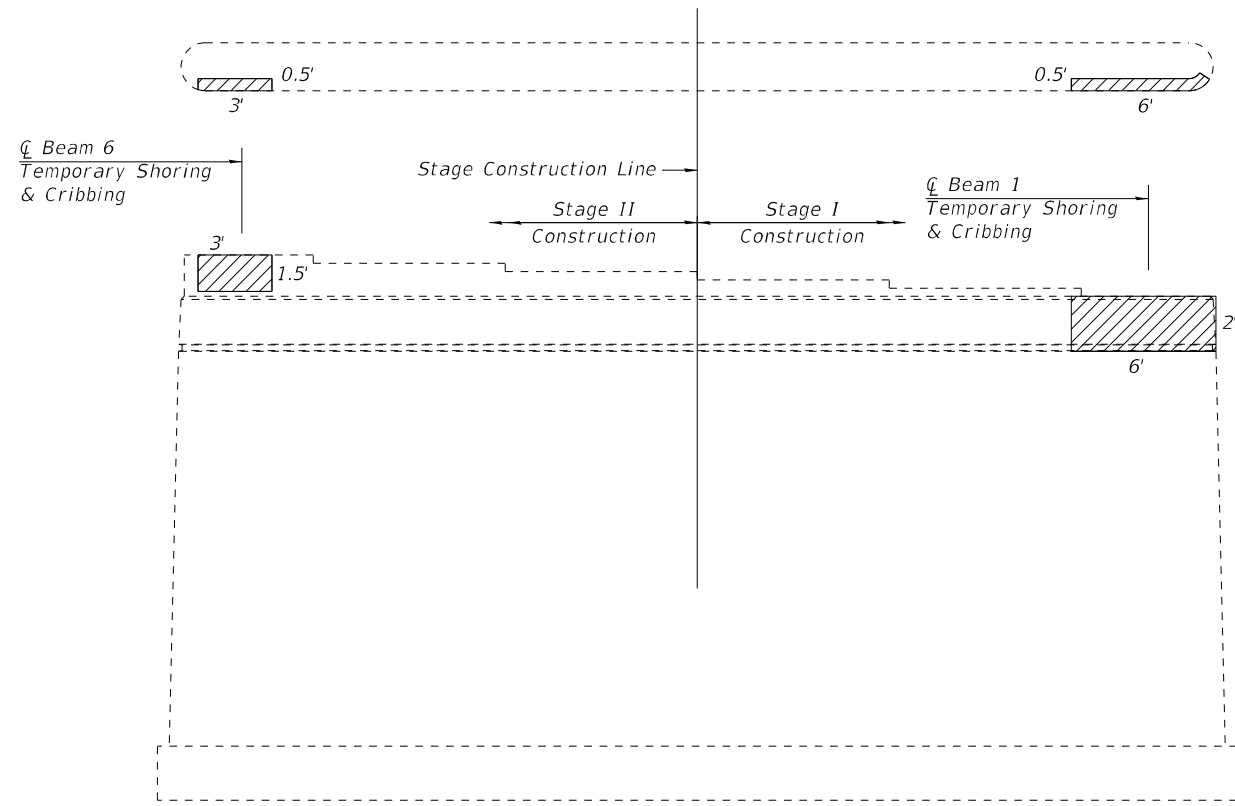 0.5'
0.5'
3'
6'
℄ Beam 6
Temporary Shoring
& Cribbing
Stage Construction Line
℄ Beam 1
Temporary Shoring
& Cribbing
Stage II
Construction
Stage I
Construction
3'
1.5'
2'
6'